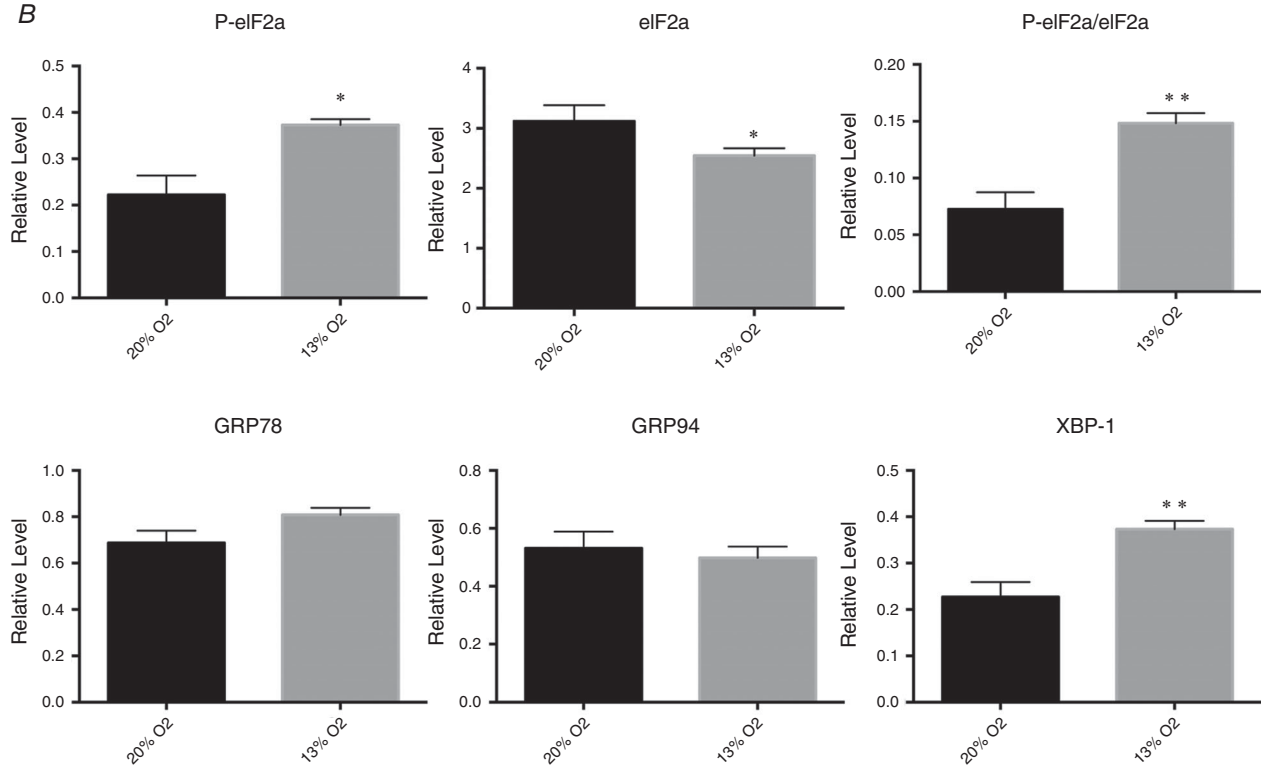 B
P-eIF2a
Relative Level
0.5
0.4
0.3
0.2
0.1
0.0
*
20% O2
13% O2
eIF2a
Relative Level
4
3
2
1
0
*
20% O2
13% O2
P-eIF2a/eIF2a
Relative Level
0.20
0.15
0.10
0.05
0.00
* *
20% O2
13% O2
GRP78
Relative Level
1.0
0.8
0.6
0.4
0.2
0.0
20% O2
13% O2
GRP94
Relative Level
0.8
0.6
0.4
0.2
0.0
20% O2
13% O2
XBP-1
Relative Level
0.5
0.4
0.3
0.2
0.1
0.0
* *
20% O2
13% O2